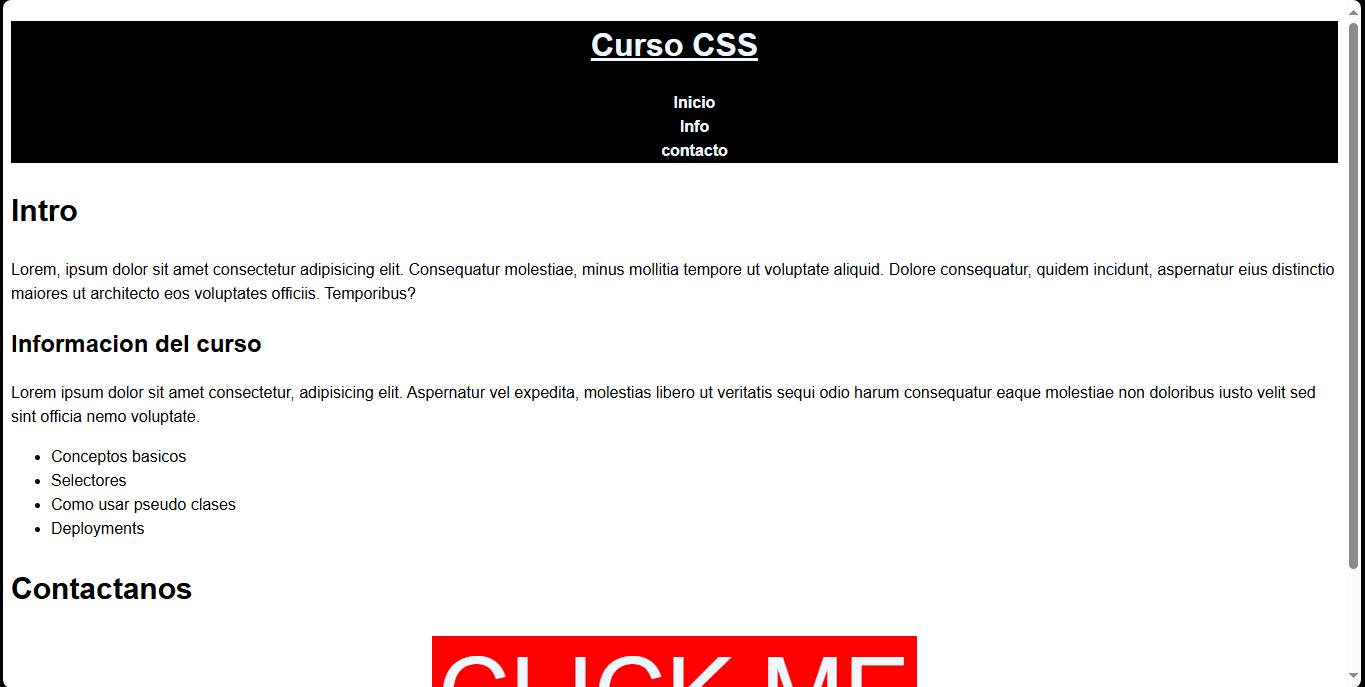 Curso CSS
Inicio
Info
contacto
Intro
Lorem, ipsum dolor sit amet consectetur adipisicing elit. Consequatur molestiae, minus mollitia tempore ut voluptate aliquid. Dolore consequatur, quidem incidunt, aspernatur eius distinctio
maiores ut architecto eos voluptates officiis. Temporibus?
Informacion del curso
Lorem ipsum dolor sit amet consectetur, adipisicing elit. Aspernatur vel expedita, molestias libero ut veritatis sequi odio harum consequatur eaque molestiae non doloribus iusto velit sed
sint officia nemo voluptate.
Conceptos basicos
Selectores
Como usar pseudo clases
Deployments
Contactanos
CLICK ME